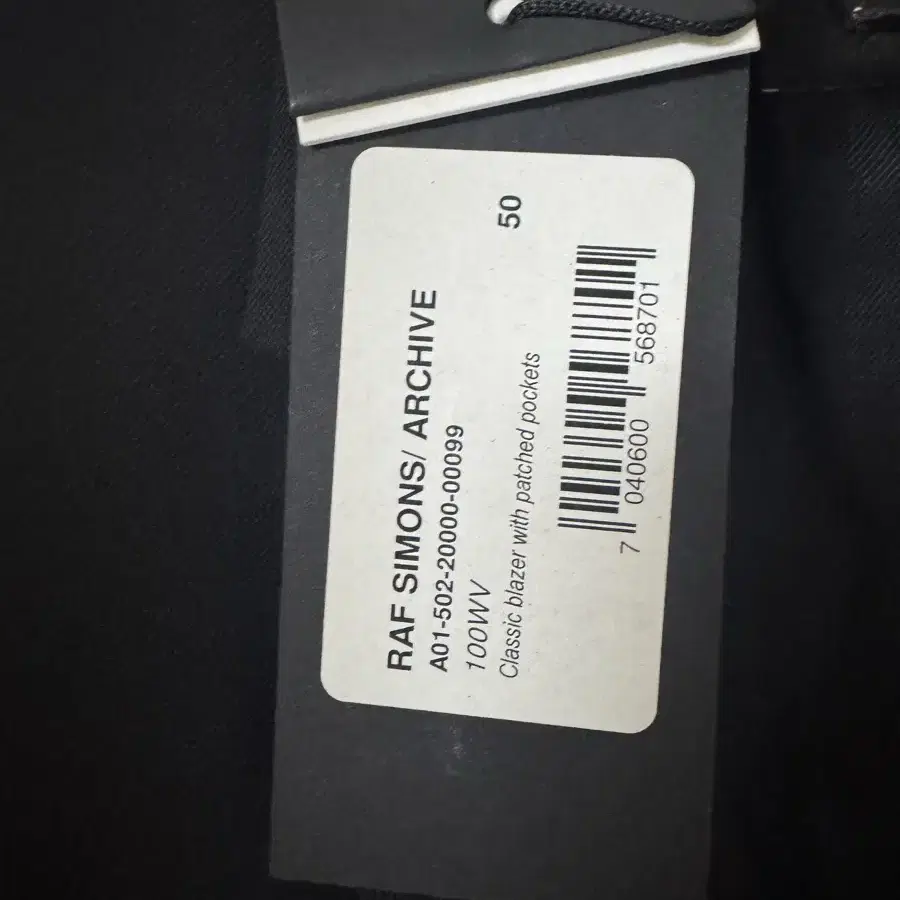 RAF SIMONS/ ARCHIVE
A01-502-20000-00099
100WV
Classic blazer with patched pockets
50
7 040600 568701